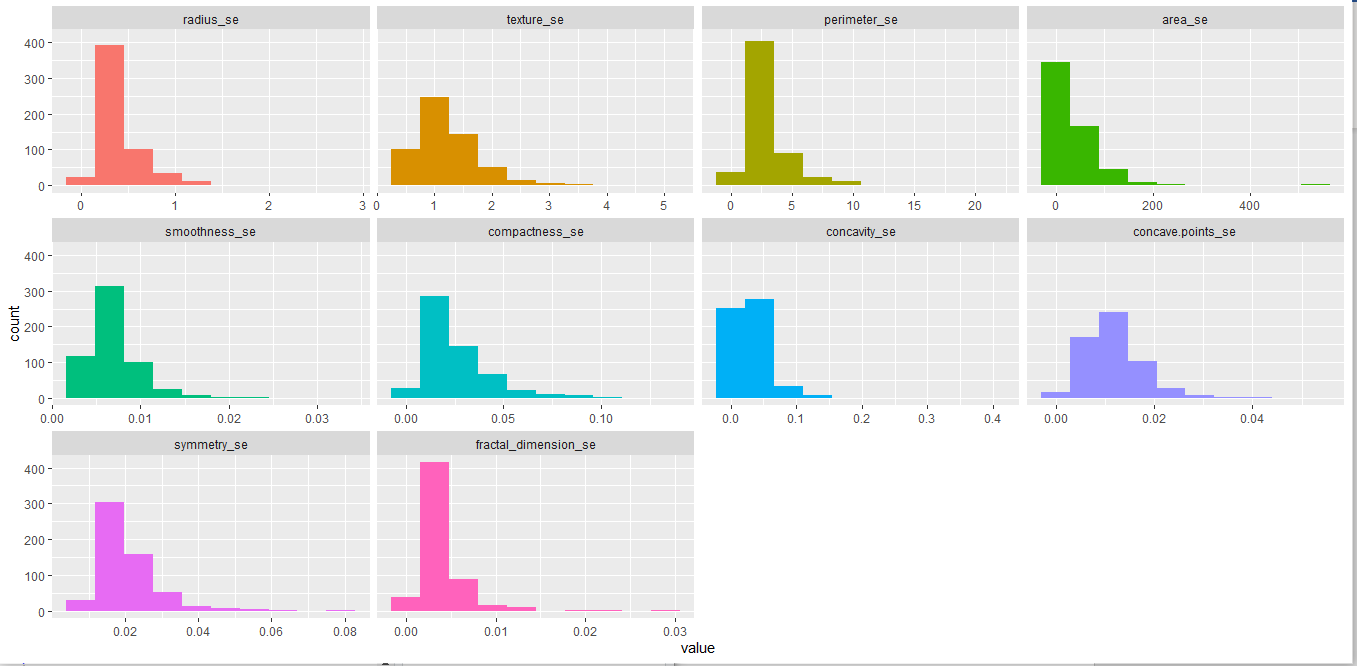 radius_se texture_se perimeter_se area_se
400
300
200
100
0
0 1 2 3 0 1 2 3 4 5 0 5 10 15 20 0 200 400
smoothness_se compactness_se concavity_se concave.points_se
400
300
200
100
0
0.00 0.01 0.02 0.03 0.00 0.05 0.10 0.0 0.1 0.2 0.3 0.4 0.00 0.02 0.04
count
symmetry_se fractal_dimension_se
400
300
200
100
0
0.02 0.04 0.06 0.08 0.00 0.01 0.02 0.03
value